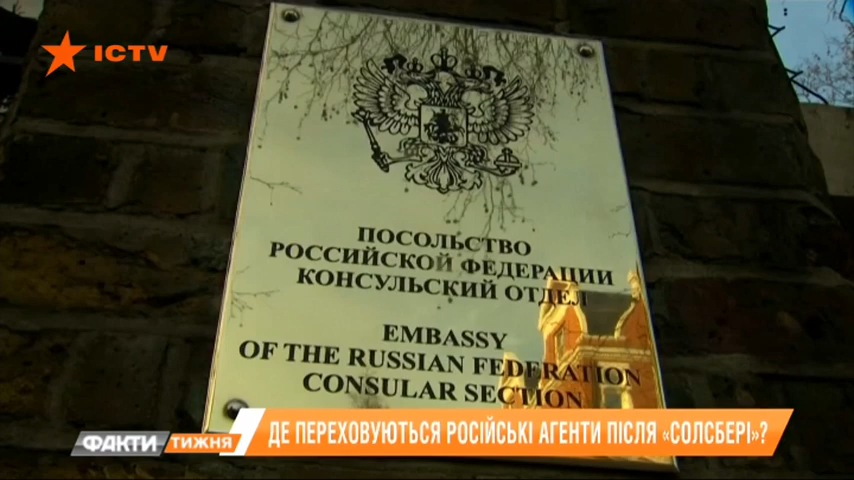 ICTV
ПОСОЛЬСТВО
РОССИЙСКОЙ ФЕДЕРАЦИИ
КОНСУЛЬСКИЙ ОТДЕЛ
EMBASSY
OF THE RUSSIAN FEDERATION
CONSULAR SECTION
ФАКТИ ТИЖНЯ
ДЕ ПЕРЕХОВУЮТЬСЯ РОСІЙСЬКІ АГЕНТИ ПІСЛЯ «СОЛСБЕРІ»?